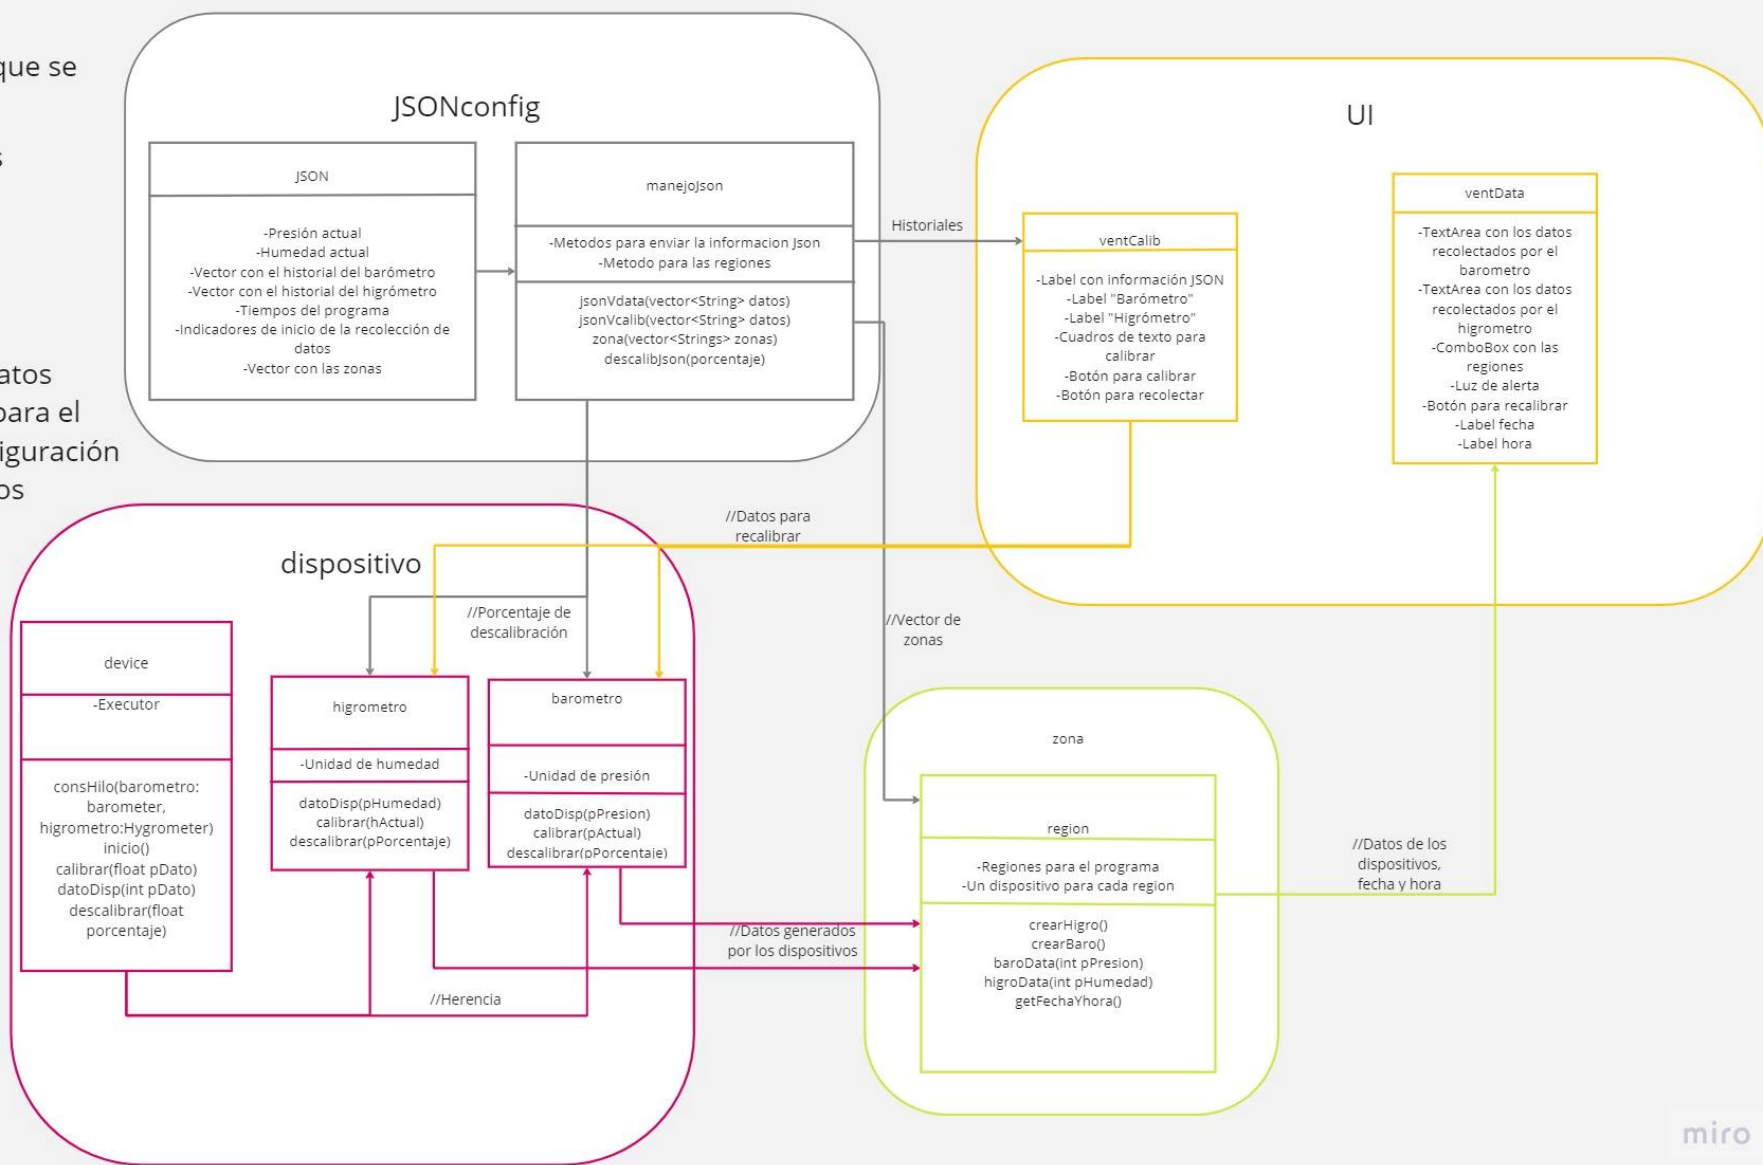 que se
s
atos
para el
iguración
os
JSONconfig
JSON
-Presión actual
-Humedad actual
-Vector con el historial del barómetro
-Vector con el historial del higrómetro
-Tiempos del programa
-Indicadores de inicio de la recolección de
datos
-Vector con las zonas
manejoJson
-Metodos para enviar la informacion Json
-Metodo para las regiones
jsonVdata(vector<String> datos)
jsonVcalib(vector<String> datos)
zona(vector<Strings> zonas)
descalibJson(porcentaje)
Historiales
UI
ventCalib
-Label con información JSON
-Label "Barómetro"
-Label "Higrómetro"
-Cuadros de texto para
calibrar
-Botón para calibrar
-Botón para recolectar
ventData
-TextArea con los datos
recolectados por el
barometro
-TextArea con los datos
recolectados por el
higrometro
-ComboBox con las
regiones
-Luz de alerta
-Botón para recalibrar
-Label fecha
-Label hora
//Datos para
recalibrar
dispositivo
//Porcentaje de
descalibración
//Vector de
zonas
device
-Executor
consHilo(barometro:
barometer,
higrometro:Hygrometer)
inicio()
calibrar(float pDato)
datoDisp(int pDato)
descalibrar(float
porcentaje)
higrometro
-Unidad de humedad
datoDisp(pHumedad)
calibrar(hActual)
descalibrar(pPorcentaje)
barometro
-Unidad de presión
datoDisp(pPresion)
calibrar(pActual)
descalibrar(pPorcentaje)
//Herencia
//Datos generados
por los dispositivos
zona
region
-Regiones para el programa
-Un dispositivo para cada region
crearHigro()
crearBaro()
baroData(int pPresion)
higroData(int pHumedad)
getFechaYhora()
//Datos de los
dispositivos,
fecha y hora
miro